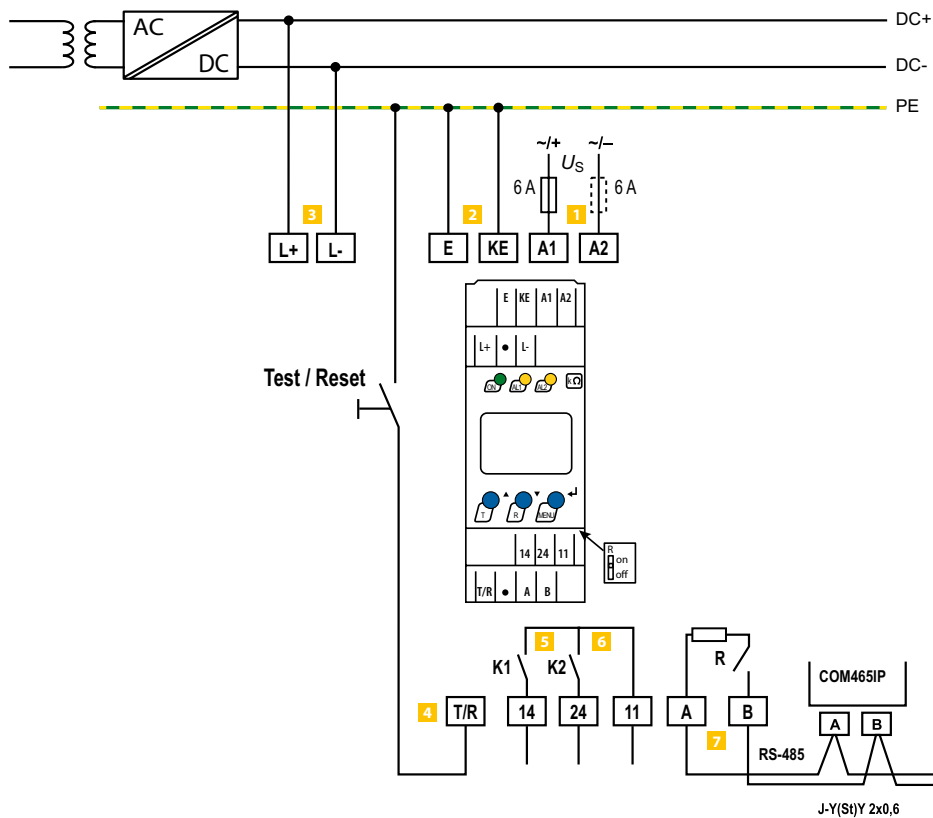 AC
DC
DC+
DC-
PE
~/+ ~/–
US
6 A 6 A
3 2 1
L+ L- E KE A1 A2
E KE A1 A2
L+ L-
Test / Reset
ON AL1 AL2 kΩ
T R MENU
14 24 11
R
on
off
T/R A B
5 6
K1 K2 R
COM465IP
4 T/R 14 24 11 A B
A B
7
RS-485
J-Y(St)Y 2x0,6